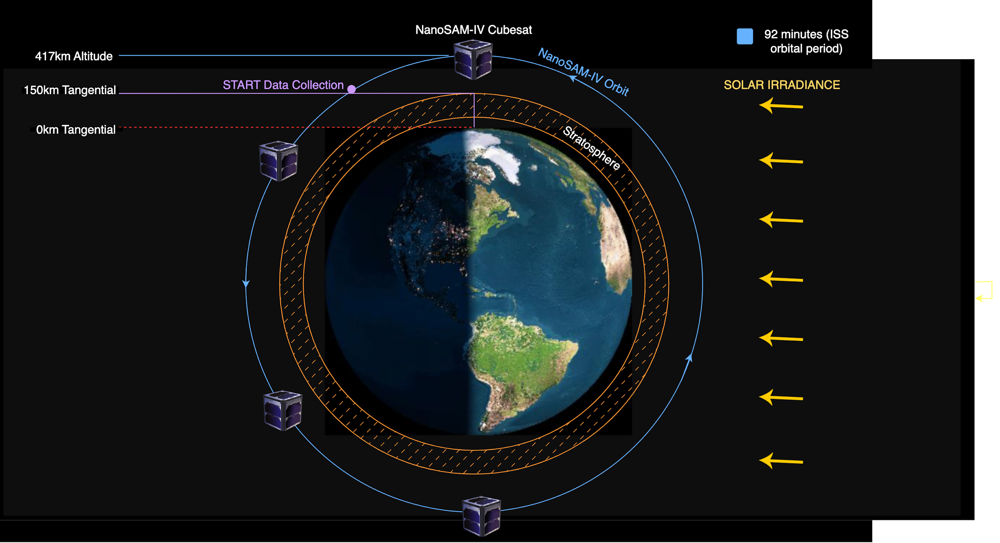 NanoSAM-IV Cubesat
92 minutes (ISS
orbital period)
417km Altitude
NanoSAM-IV Orbit
START Data Collection
150km Tangential
SOLAR IRRADIANCE
0km Tangential
Stratosphere